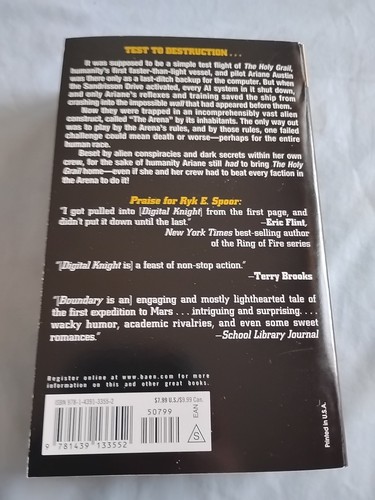 TEST TO DESTRUCTION . . .
It was supposed to be a simple test flight of The Holy Grail,
humanity's first faster-than-light vessel, and pilot Ariane Austin
was there only as a last-ditch backup for the computer. But when
the Sandrisson Drive activated, every AI system in it shut down,
and only Ariane's reflexes and training saved the ship from
crashing into the impossible wall that had appeared before them.
Now they were trapped in an incomprehensibly vast alien
construct, called "The Arena" by its inhabitants. The only way out
was to play by the Arena's rules, and by those rules, one failed
challenge could mean death or worse—perhaps for the entire
human race.
Beset by alien conspiracies and dark secrets within her own
crew, for the sake of humanity Ariane still had to bring The Holy
Grail home—even if she and her crew had to beat every faction
in the Arena to do it!
Praise for Ryk E. Spoor:
"I got pulled into [Digital Knight] from the first page, and
didn't put it down until the last." —Eric Flint,
New York Times best-selling author
of the Ring of Fire series
"[Digital Knight is] a feast of non-stop action."
—Terry Brooks
"[Boundary is an] engaging and mostly lighthearted tale of
the first expedition to Mars . . . intriguing and surprising. . . .
wacky humor, academic rivalries, and even some sweet
romances."
—School Library Journal
Register online at www.baen.com for more
information on this and other great books.
ISBN 978-1-4391-3355-2
$7.99 U.S./$9.99 Can.
50799
EAN
S
9 781439 133552
Printed in U.S.A.